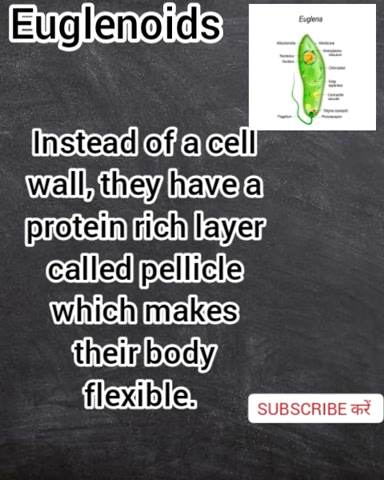 Euglenoids
Euglena
Instead of a cell
wall, they have a
protein rich layer
called pellicle
which makes
their body
flexible.
SUBSCRIBE करें